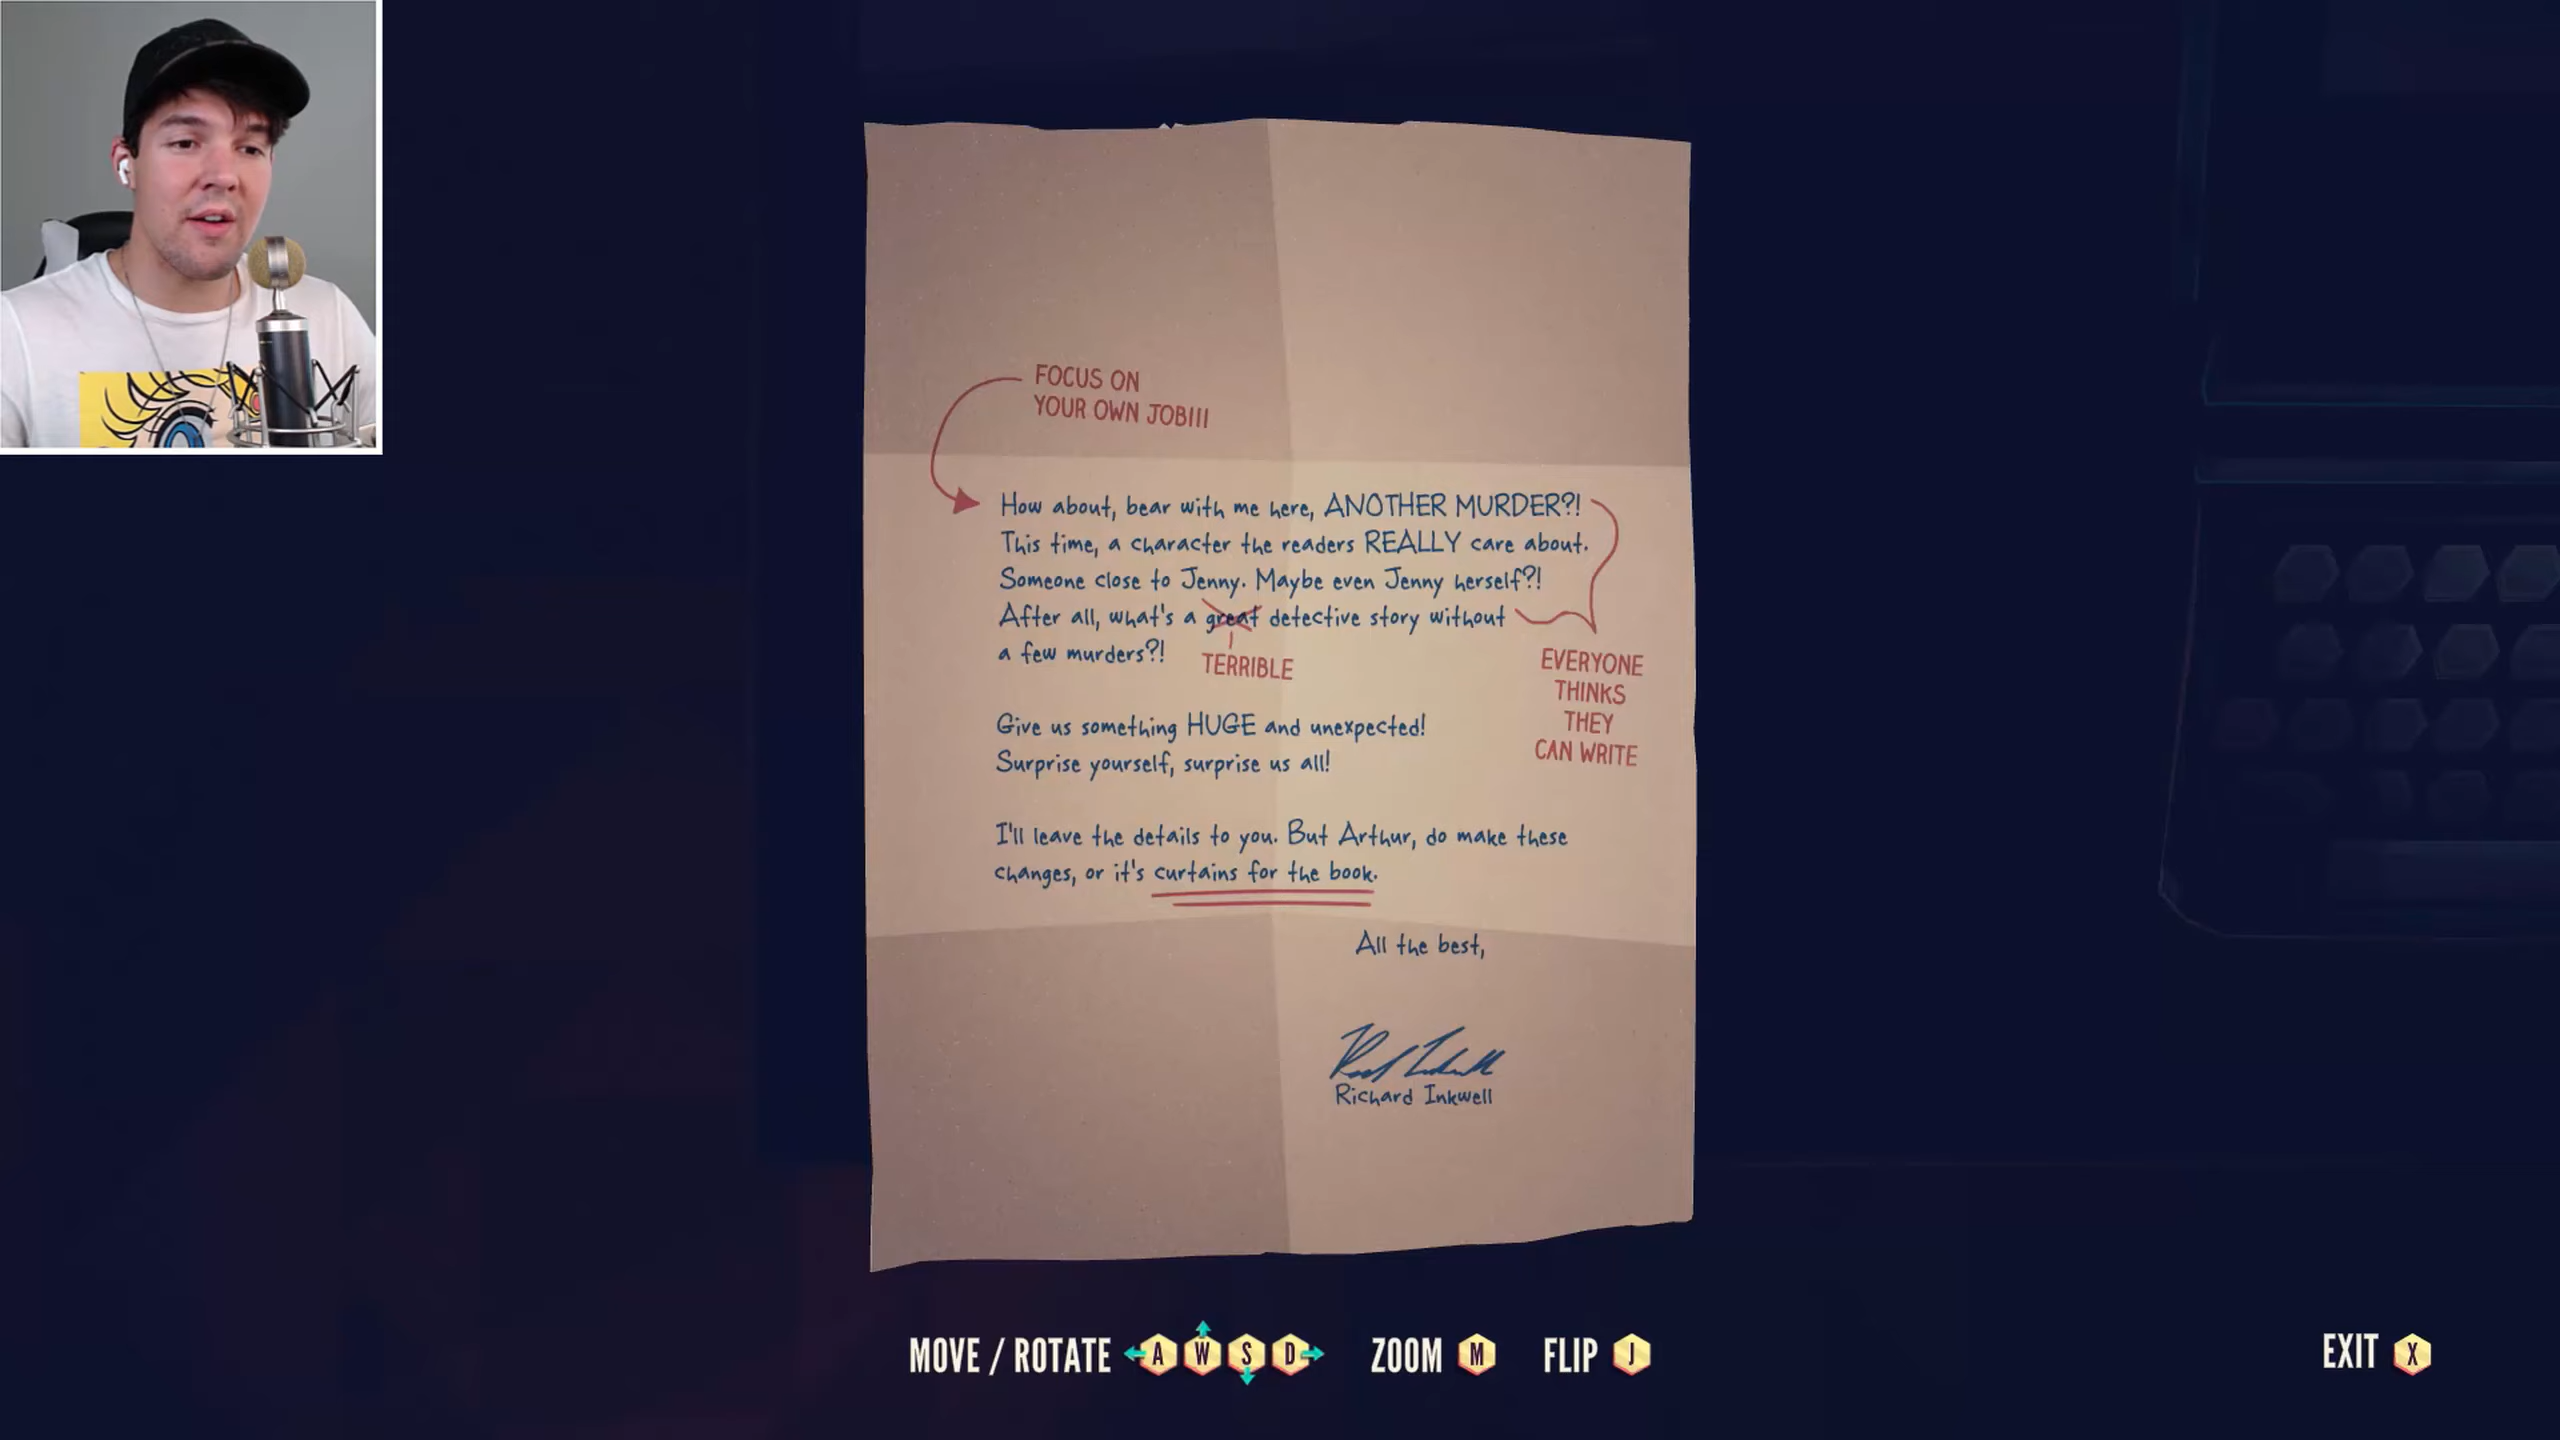 FOCUS ON
YOUR OWN JOB!!!
How about, bear with me here, ANOTHER MURDER?!
This time, a character the readers REALLY care about.
Someone close to Jenny. Maybe even Jenny herself?!
After all, what's a great detective story without
a few murders?!
TERRIBLE
EVERYONE
THINKS
THEY
CAN WRITE
Give us something HUGE and unexpected!
Surprise yourself, surprise us all!
I'll leave the details to you. But Arthur, do make these
changes, or it's curtains for the book.
All the best,
Richard Inkwell
MOVE / ROTATE A W S D ZOOM M FLIP J
EXIT X